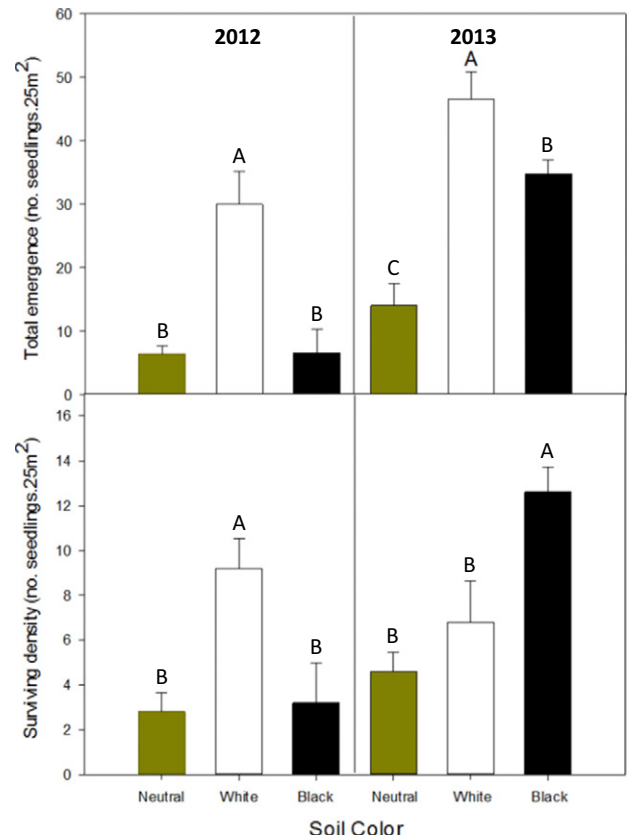 2012 2013
Total emergence (no. seedlings.25m²)
60
50
40
30
20
10
0
B A B C A B
Surviving density (no. seedlings.25m²)
16
14
12
10
8
6
4
2
0
B A B B B A
Neutral White Black Neutral White Black
Soil Color